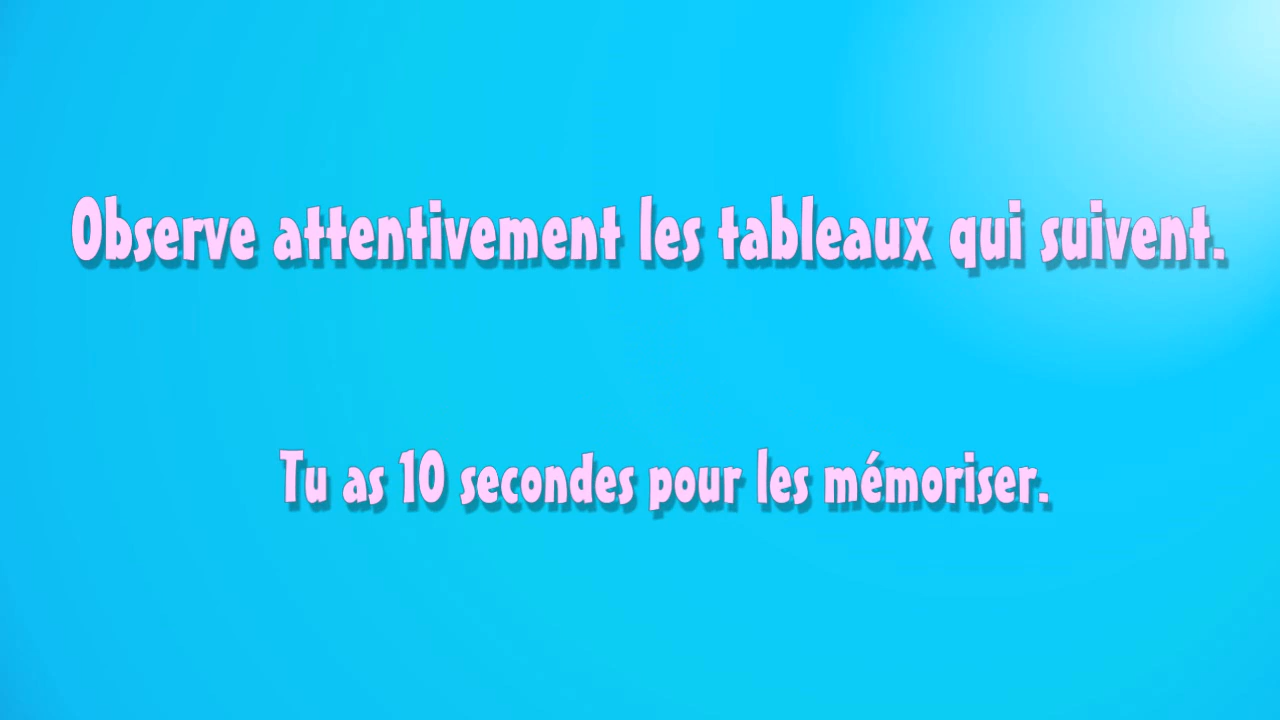 Observe attentivement les tableaux qui suivent.
Tu as 10 secondes pour les mémoriser.